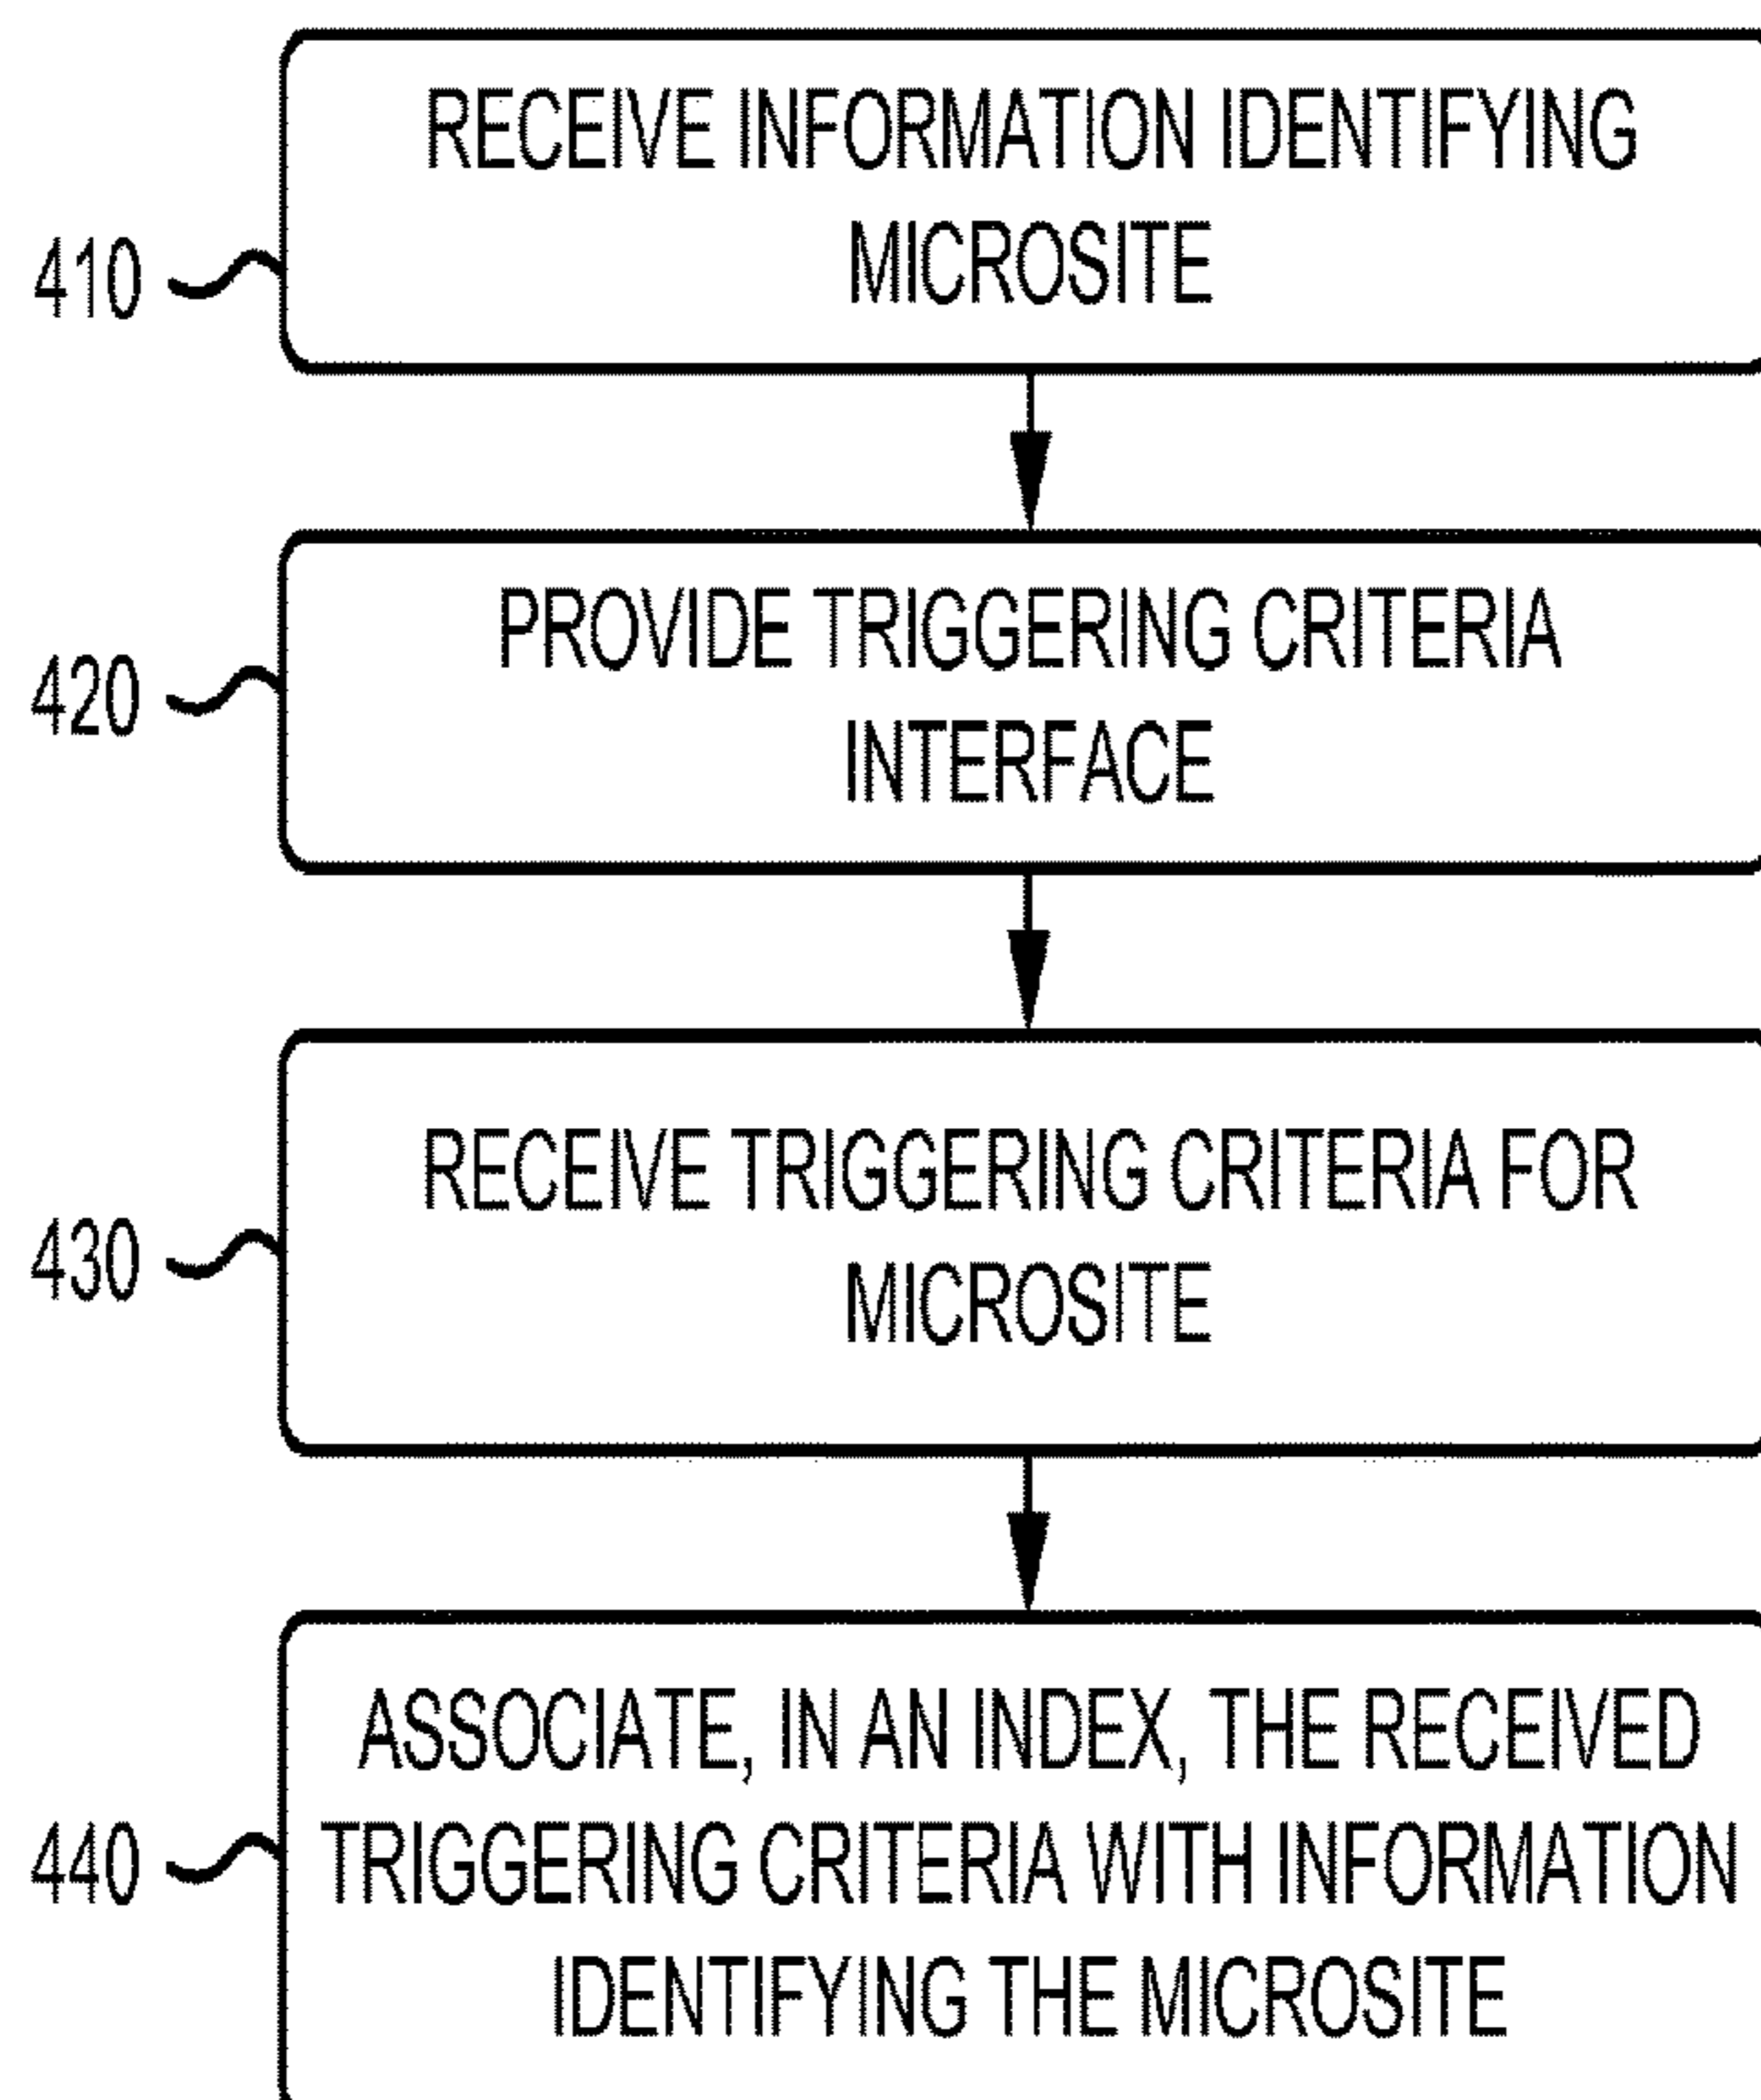 RECEIVE INFORMATION IDENTIFYING
MICROSITE
410
PROVIDE TRIGGERING CRITERIA
INTERFACE
420
RECEIVE TRIGGERING CRITERIA FOR
MICROSITE
430
ASSOCIATE, IN AN INDEX, THE RECEIVED
TRIGGERING CRITERIA WITH INFORMATION
IDENTIFYING THE MICROSITE
440